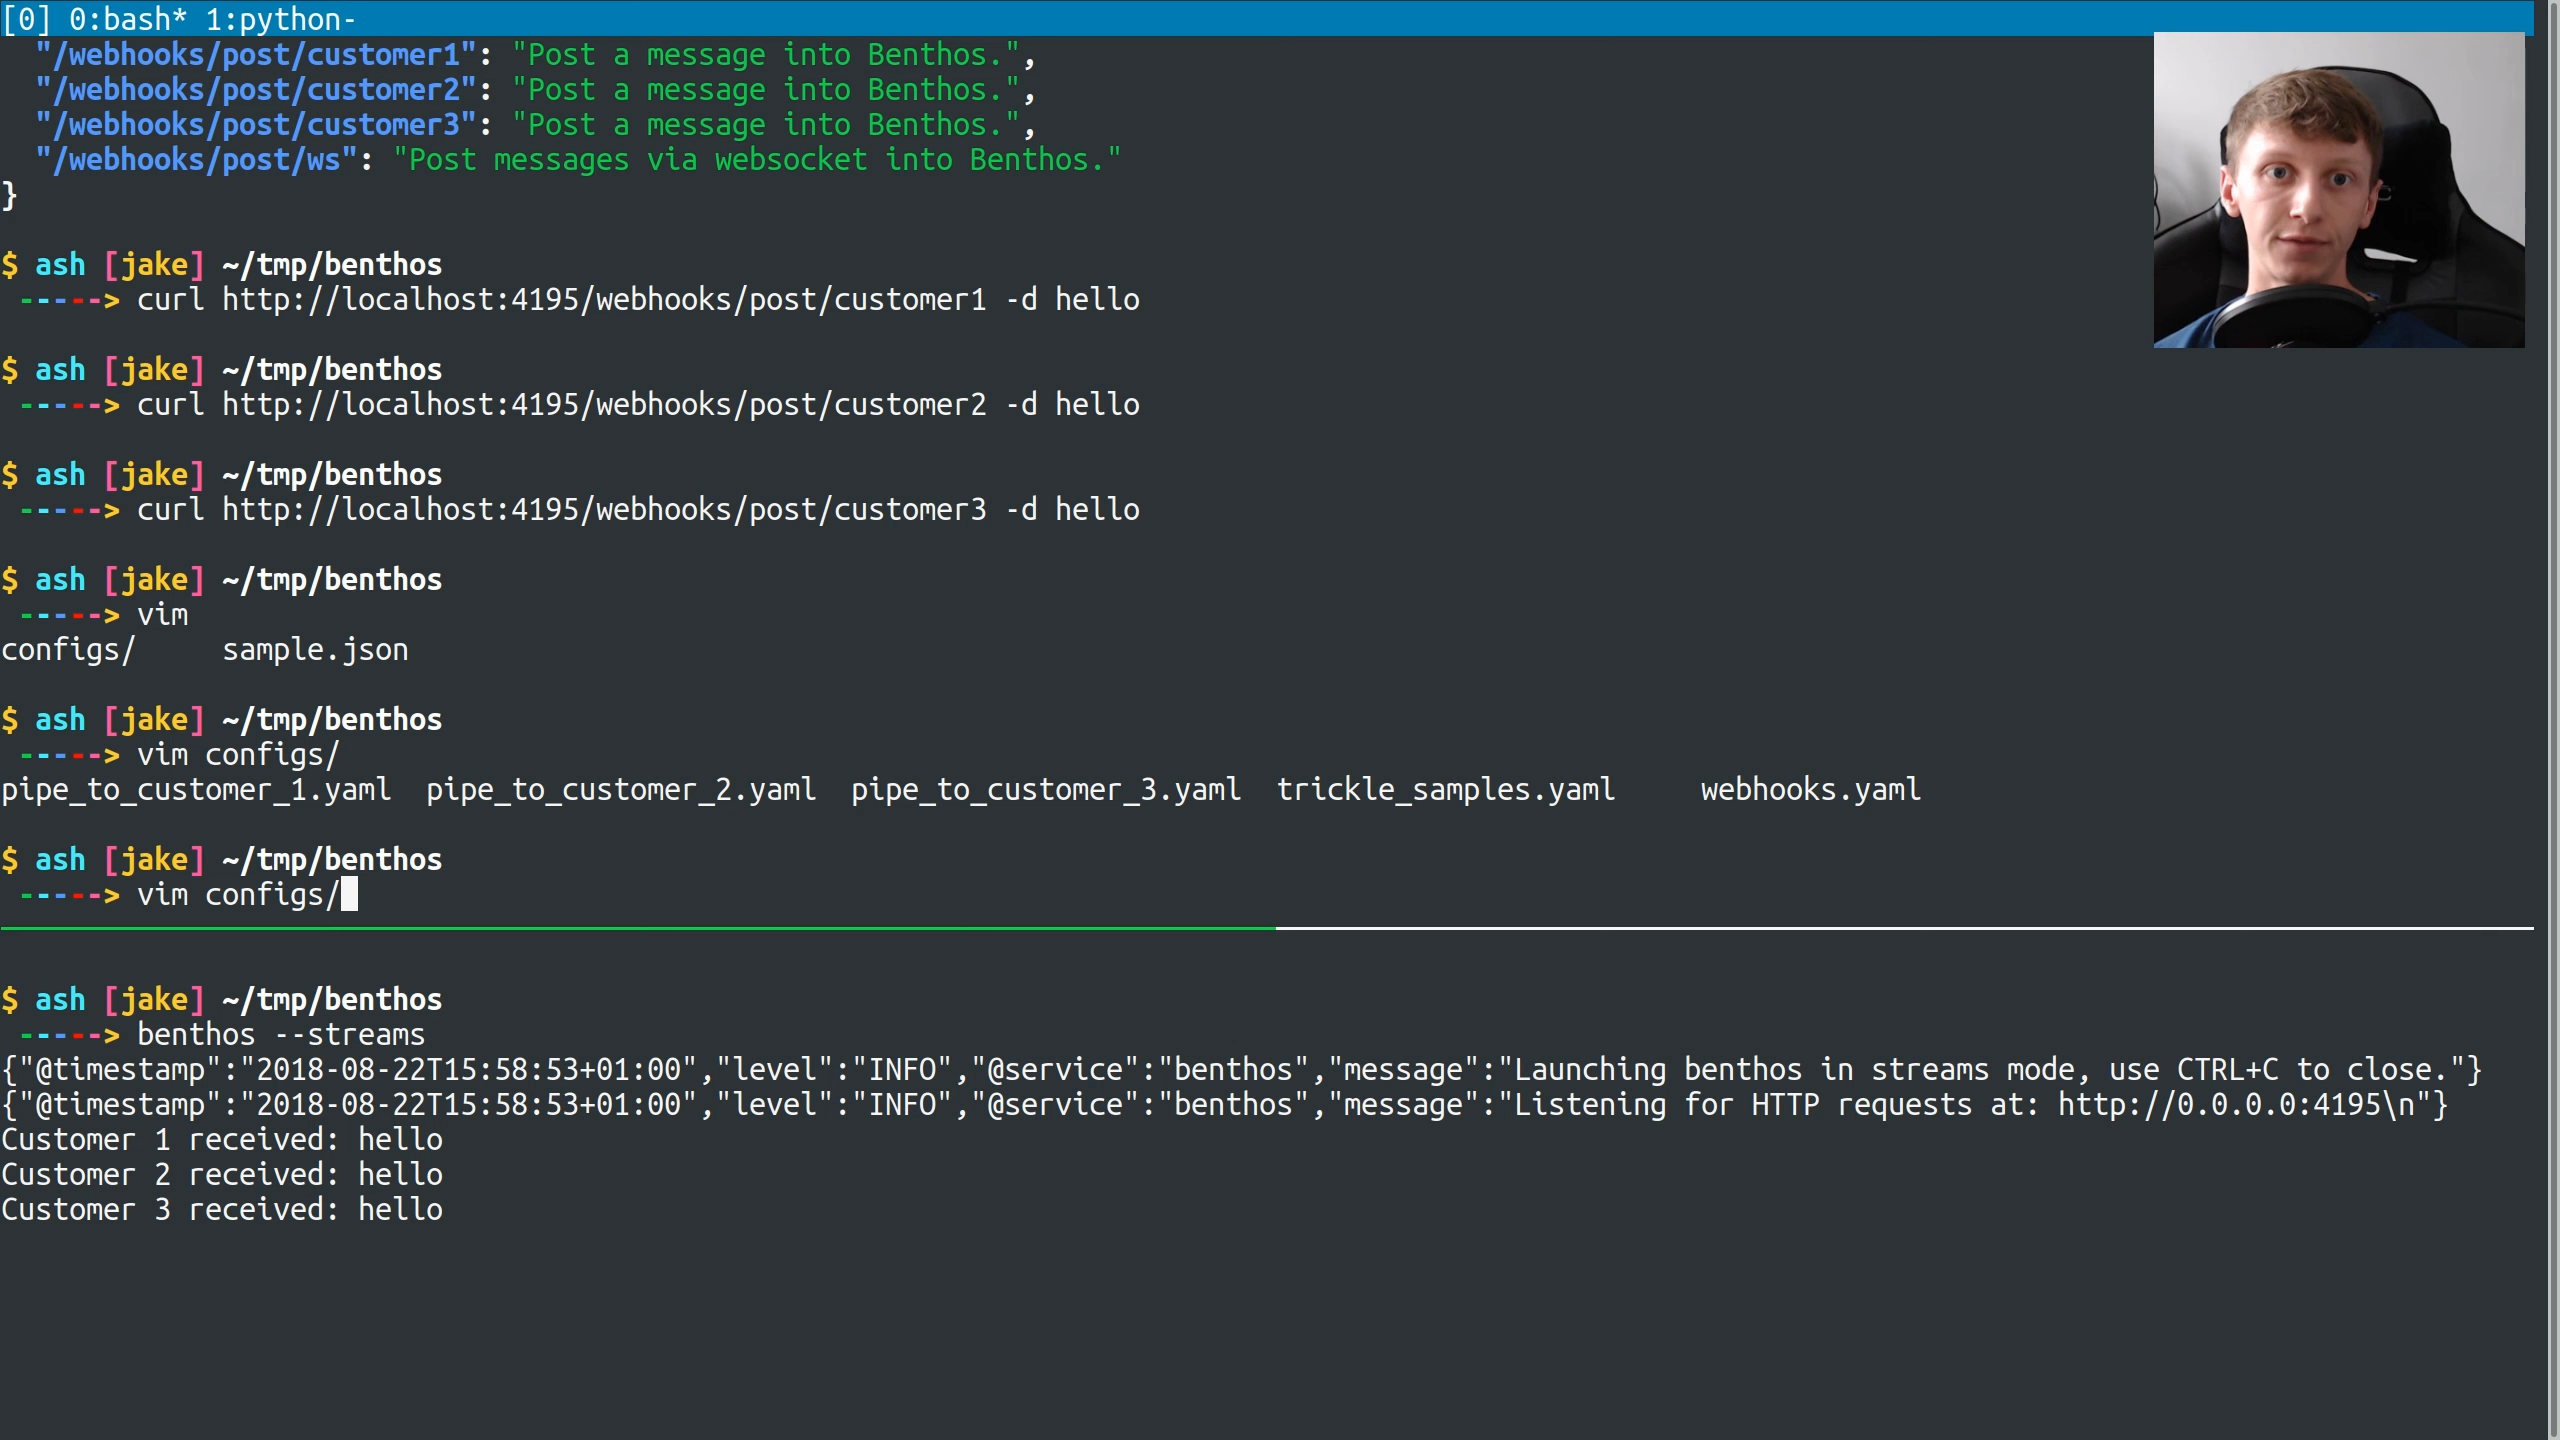 [0] 0:bash* 1:python-
"/webhooks/post/customer1": "Post a message into Benthos.",
"/webhooks/post/customer2": "Post a message into Benthos.",
"/webhooks/post/customer3": "Post a message into Benthos.",
"/webhooks/post/ws": "Post messages via websocket into Benthos."
}
$ ash [jake] ~/tmp/benthos
-----> curl http://localhost:4195/webhooks/post/customer1 -d hello
$ ash [jake] ~/tmp/benthos
-----> curl http://localhost:4195/webhooks/post/customer2 -d hello
$ ash [jake] ~/tmp/benthos
-----> curl http://localhost:4195/webhooks/post/customer3 -d hello
$ ash [jake] ~/tmp/benthos
-----> vim
configs/     sample.json
$ ash [jake] ~/tmp/benthos
-----> vim configs/
pipe_to_customer_1.yaml  pipe_to_customer_2.yaml  pipe_to_customer_3.yaml  trickle_samples.yaml     webhooks.yaml
$ ash [jake] ~/tmp/benthos
-----> vim configs/
$ ash [jake] ~/tmp/benthos
-----> benthos --streams
{"@timestamp":"2018-08-22T15:58:53+01:00","level":"INFO","@service":"benthos","message":"Launching benthos in streams mode, use CTRL+C to close."}
{"@timestamp":"2018-08-22T15:58:53+01:00","level":"INFO","@service":"benthos","message":"Listening for HTTP requests at: http://0.0.0.0:4195\n"}
Customer 1 received: hello
Customer 2 received: hello
Customer 3 received: hello